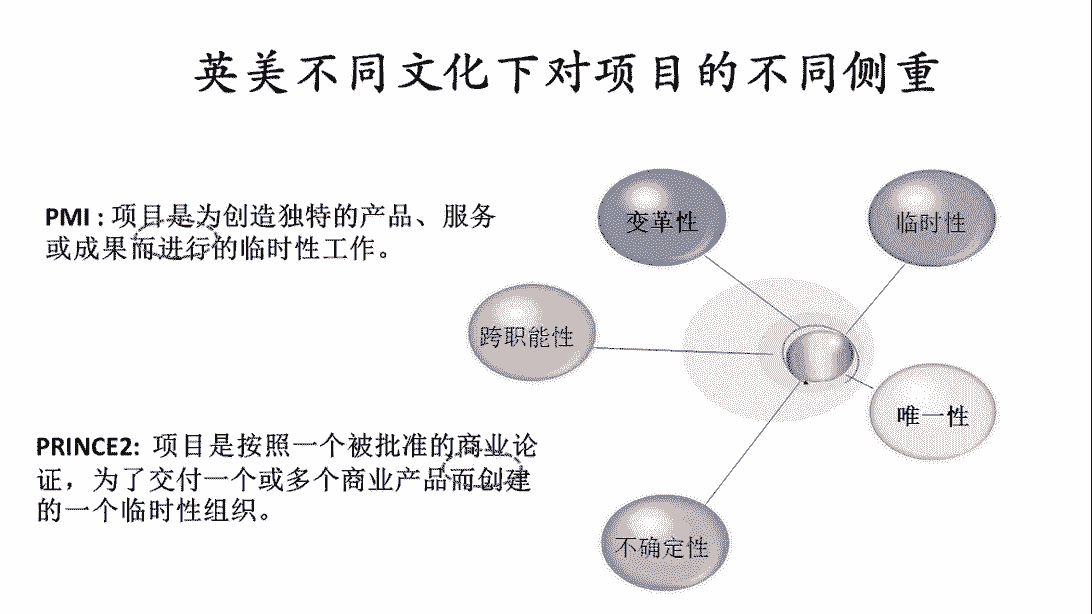 英美不同文化下对项目的不同侧重
PMI : 项目是为创造独特的产品、服务
或成果而进行的临时性工作。
变革性
临时性
跨职能性
唯一性
PRINCE2: 项目是按照一个被批准的商业论
证，为了交付一个或多个商业产品而创建
的一个临时性组织。
不确定性